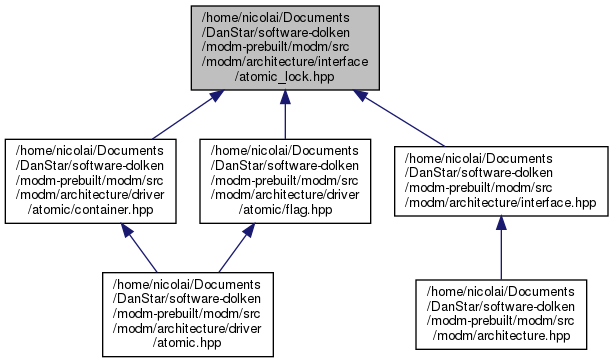 /home/nicolai/Documents
/DanStar/software-dolken
/modm-prebuilt/modm/src
/modm/architecture/interface
/atomic_lock.hpp
/home/nicolai/Documents
/DanStar/software-dolken
/modm-prebuilt/modm/src
/modm/architecture/driver
/atomic/container.hpp
/home/nicolai/Documents
/DanStar/software-dolken
/modm-prebuilt/modm/src
/modm/architecture/driver
/atomic/flag.hpp
/home/nicolai/Documents
/DanStar/software-dolken
/modm-prebuilt/modm/src
/modm/architecture/interface.hpp
/home/nicolai/Documents
/DanStar/software-dolken
/modm-prebuilt/modm/src
/modm/architecture/driver
/atomic.hpp
/home/nicolai/Documents
/DanStar/software-dolken
/modm-prebuilt/modm/src
/modm/architecture.hpp